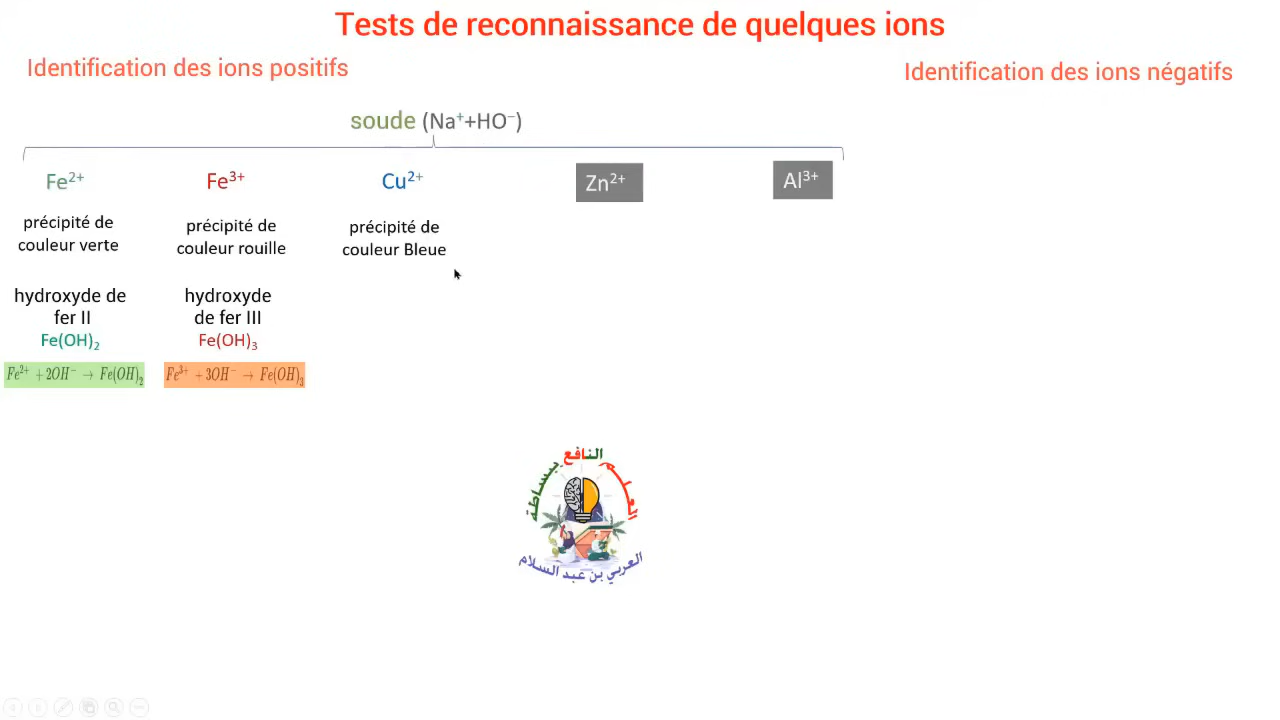 Tests de reconnaissance de quelques ions
Identification des ions positifs
Identification des ions négatifs
soude (Na⁺+HO⁻)
Fe²⁺
Fe³⁺
Cu²⁺
Zn²⁺
Al³⁺
précipité de
couleur verte
précipité de
couleur rouille
précipité de
couleur Bleue
hydroxyde de
fer II
Fe(OH)₂
hydroxyde
de fer III
Fe(OH)₃
Fe²⁺ + 2OH⁻ → Fe(OH)₂
Fe³⁺ + 3OH⁻ → Fe(OH)₃
العلم النافع ببساطة
العربي بن عبد السلام